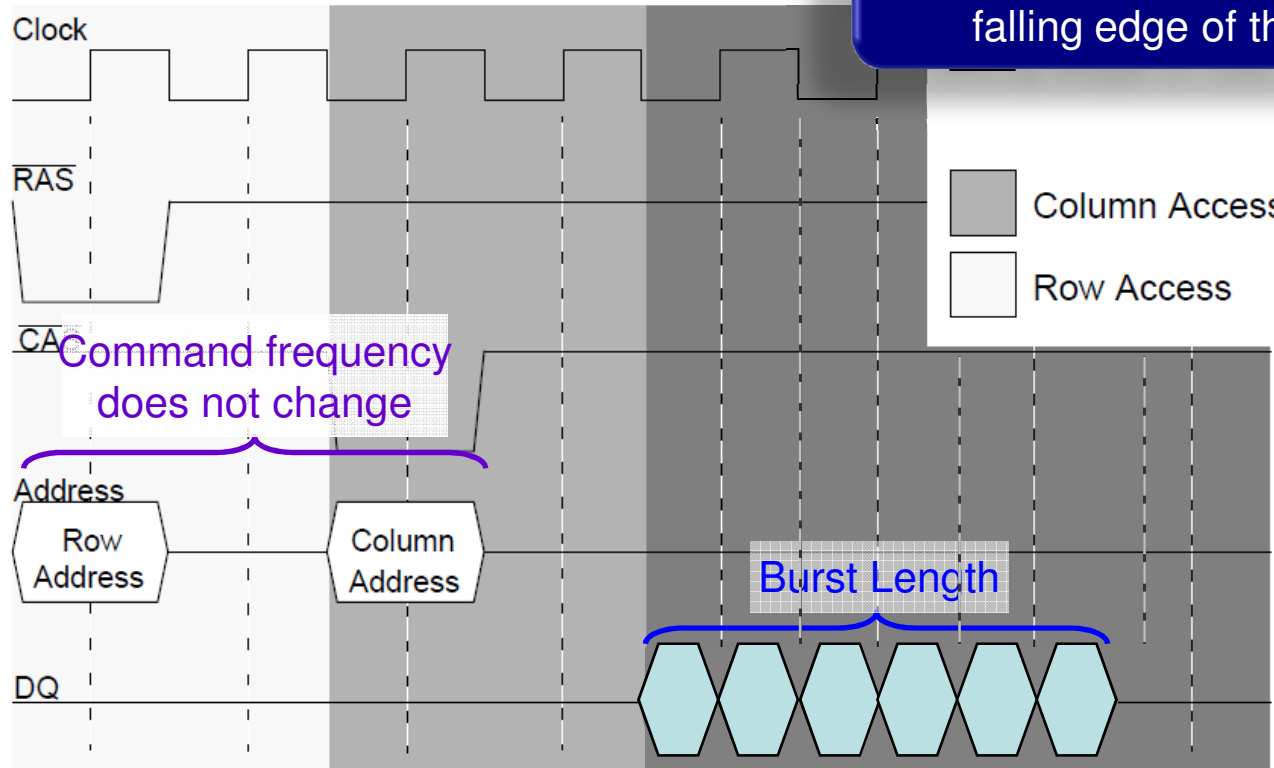 Clock
falling edge of th
RAS
Column Access
Row Access
CAS
Command frequency
does not change
Address
Row
Address
Column
Address
Burst Length
DQ